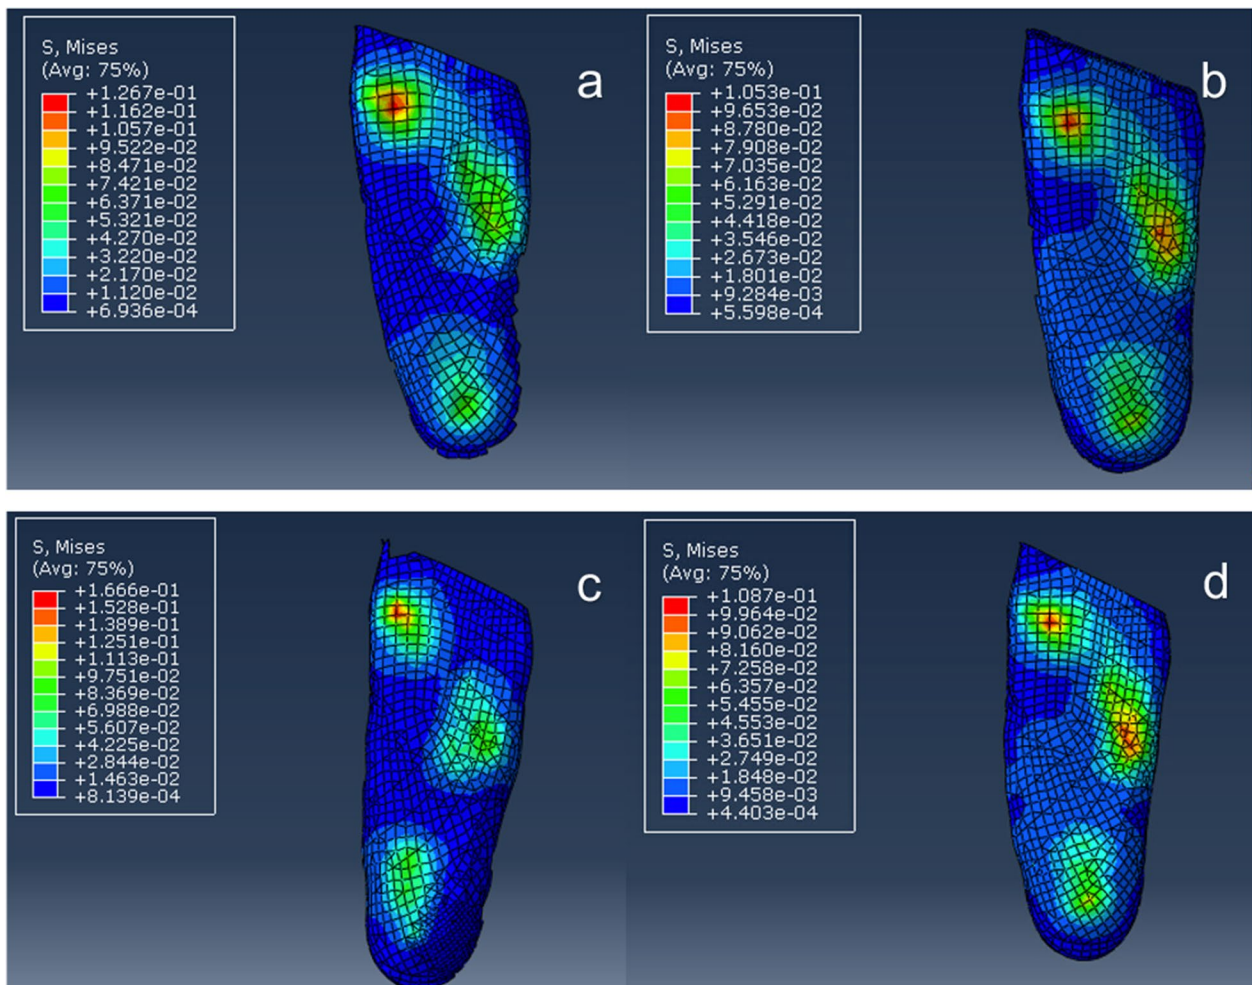 S, Mises
(Avg: 75%)
+1.267e-01
+1.162e-01
+1.057e-01
+9.522e-02
+8.471e-02
+7.421e-02
+6.371e-02
+5.321e-02
+4.270e-02
+3.220e-02
+2.170e-02
+1.120e-02
+6.936e-04
a
S, Mises
(Avg: 75%)
+1.053e-01
+9.653e-02
+8.780e-02
+7.908e-02
+7.035e-02
+6.163e-02
+5.291e-02
+4.418e-02
+3.546e-02
+2.673e-02
+1.801e-02
+9.284e-03
+5.598e-04
b
S, Mises
(Avg: 75%)
+1.666e-01
+1.528e-01
+1.389e-01
+1.251e-01
+1.113e-01
+9.751e-02
+8.369e-02
+6.988e-02
+5.607e-02
+4.225e-02
+2.844e-02
+1.463e-02
+8.139e-04
c
S, Mises
(Avg: 75%)
+1.087e-01
+9.964e-02
+9.062e-02
+8.160e-02
+7.258e-02
+6.357e-02
+5.455e-02
+4.553e-02
+3.651e-02
+2.749e-02
+1.848e-02
+9.458e-03
+4.403e-04
d